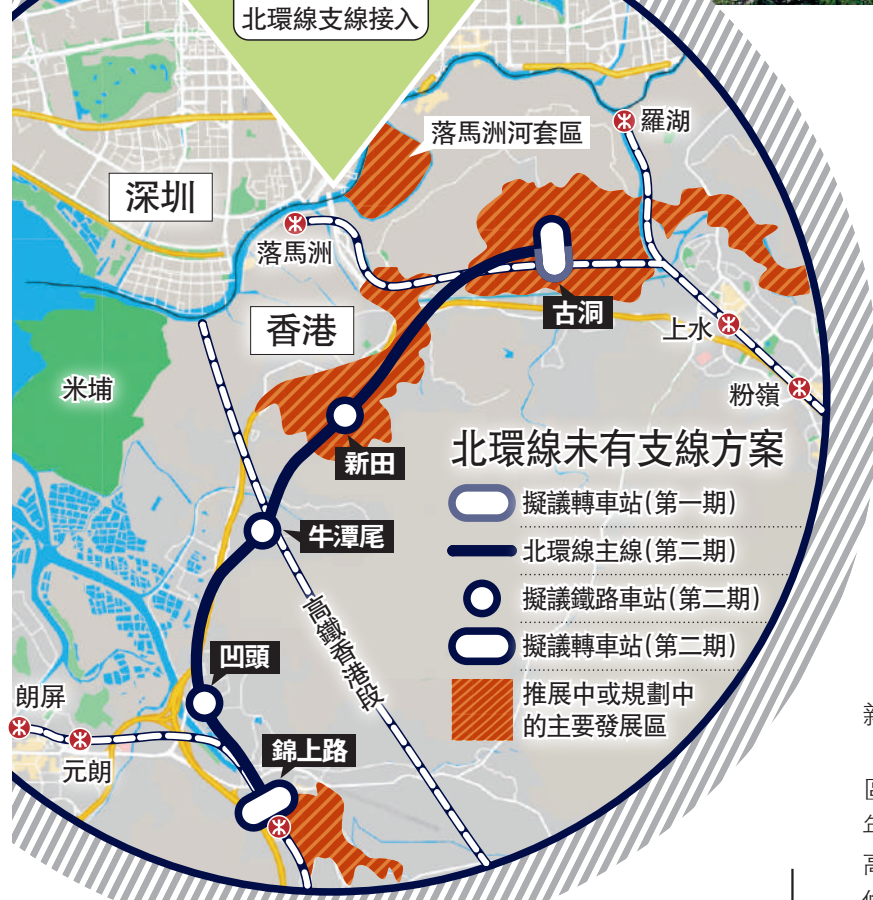 北環線支線接入
落馬洲河套區
羅湖
深圳
落馬洲
香港
古洞
上水
米埔
粉嶺
新田
北環線未有支線方案
擬議轉車站(第一期)
牛潭尾
北環線主線(第二期)
擬議鐵路車站(第二期)
高鐵香港段
凹頭
擬議轉車站(第二期)
朗屏
推展中或規劃中
的主要發展區
元朗
錦上路